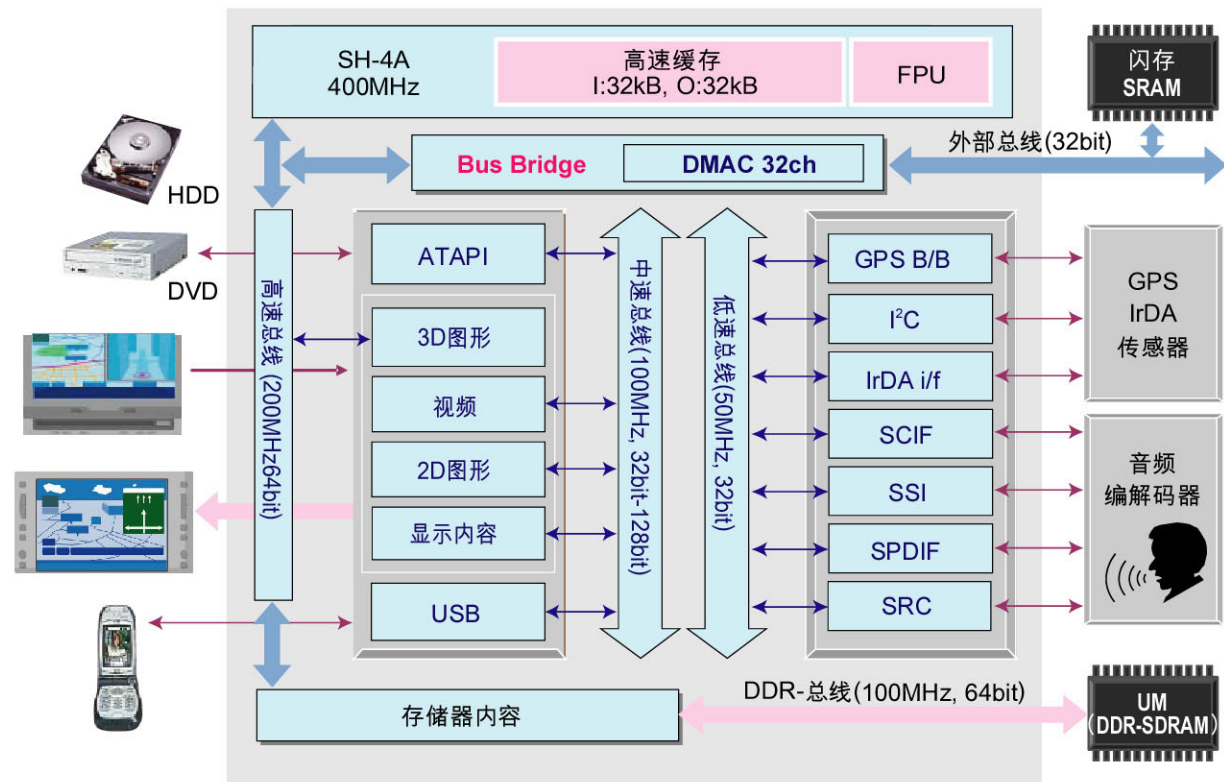 SH-4A
400MHz
高速缓存
I:32kB, O:32kB
FPU
闪存
SRAM
外部总线(32bit)
Bus Bridge
DMAC 32ch
HDD
DVD
高速总线 (200MHz64bit)
ATAPI
3D图形
视频
2D图形
显示内容
USB
中速总线(100MHz, 32bit-128bit)
低速总线(50MHz, 32bit)
GPS B/B
I²C
IrDA i/f
SCIF
SSI
SPDIF
SRC
GPS
IrDA
传感器
音频
编解码器
存储器内容
DDR-总线(100MHz, 64bit)
UM
(DDR-SDRAM)